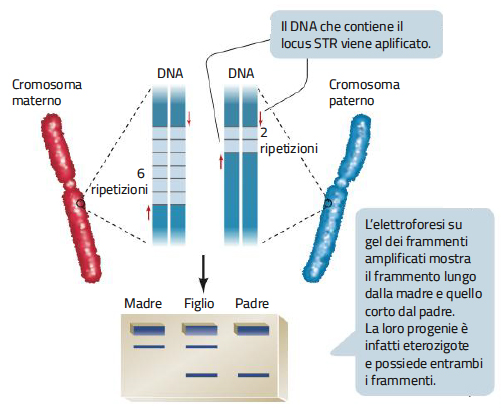 Il DNA che contiene il
locus STR viene aplificato.
DNA
DNA
Cromosoma
materno
Cromosoma
paterno
2
ripetizioni
6
ripetizioni
L'elettroforesi su
gel dei frammenti
amplificati mostra
il frammento lungo
dalla madre e quello
corto dal padre.
La loro progenie è
infatti eterozigote
e possiede entrambi
i frammenti.
Madre
Figlio
Padre